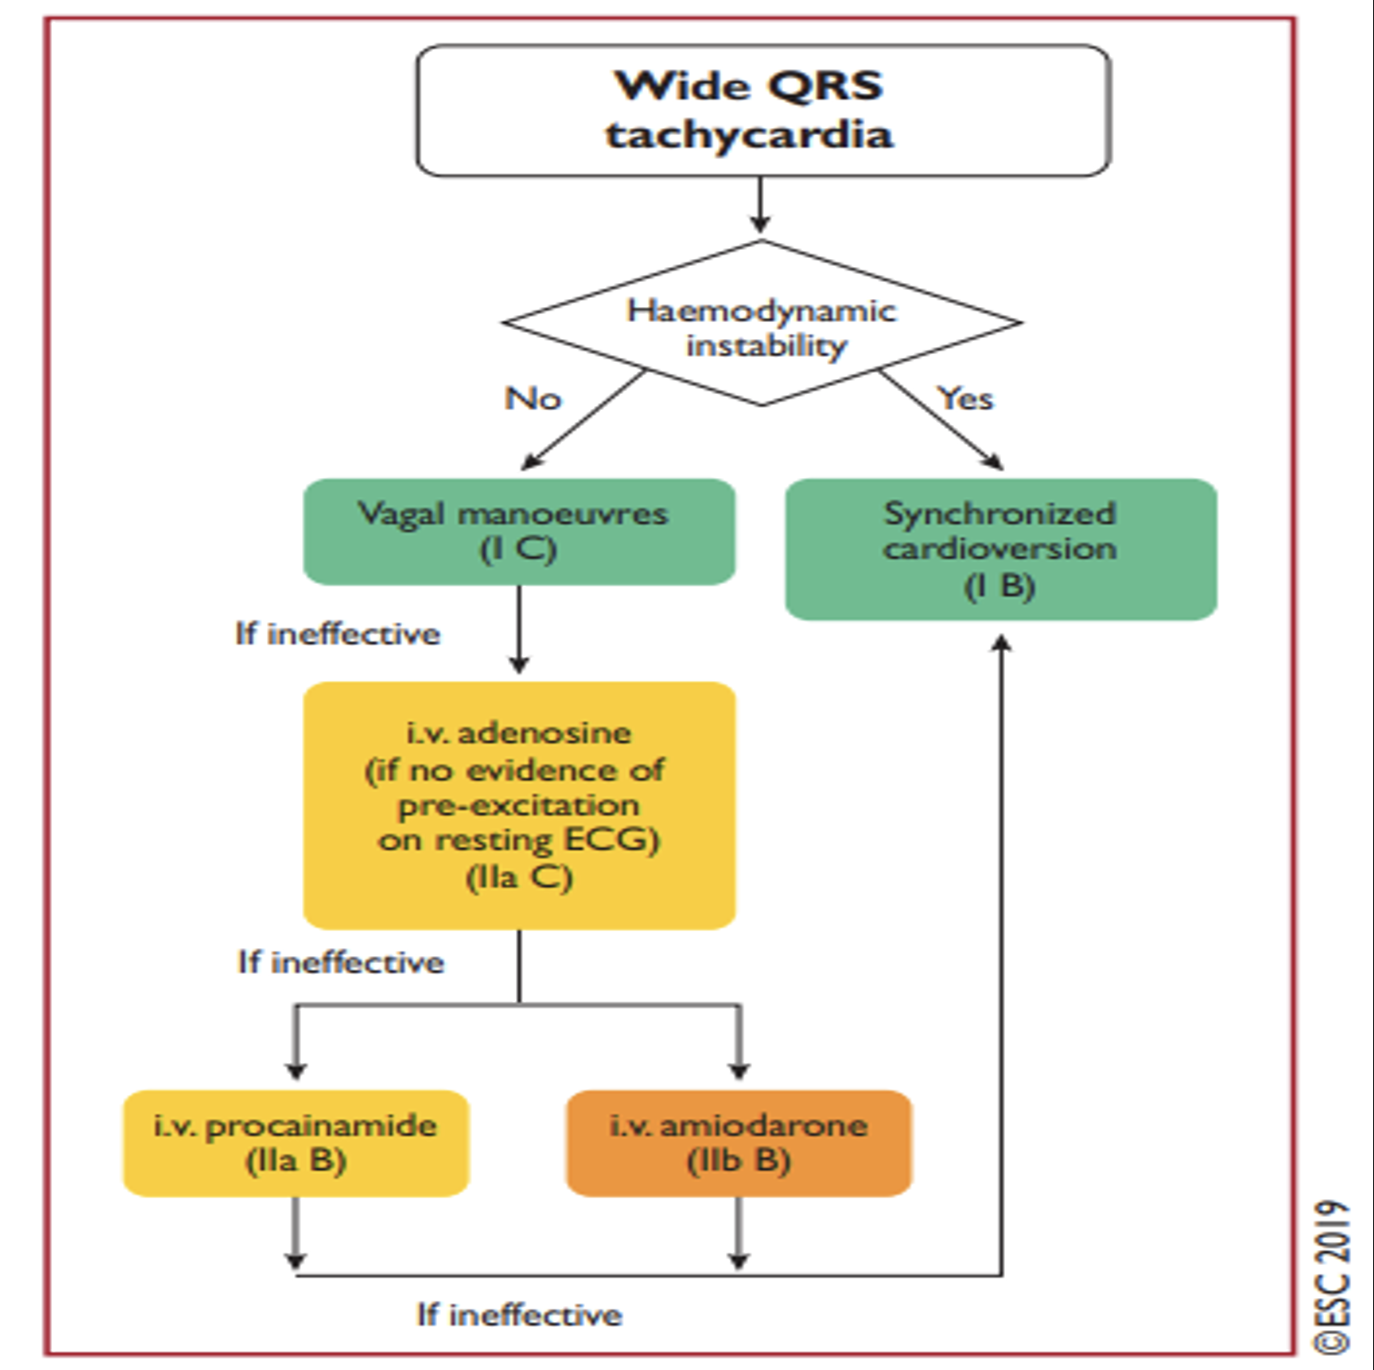 Wide QRS
tachycardia
Haemodynamic
instability
No
Yes
Vagal manoeuvres
(I C)
Synchronized
cardioversion
(I B)
If ineffective
i.v. adenosine
(if no evidence of
pre-excitation
on resting ECG)
(IIa C)
If ineffective
i.v. procainamide
(IIa B)
i.v. amiodarone
(IIb B)
If ineffective
©ESC 2019